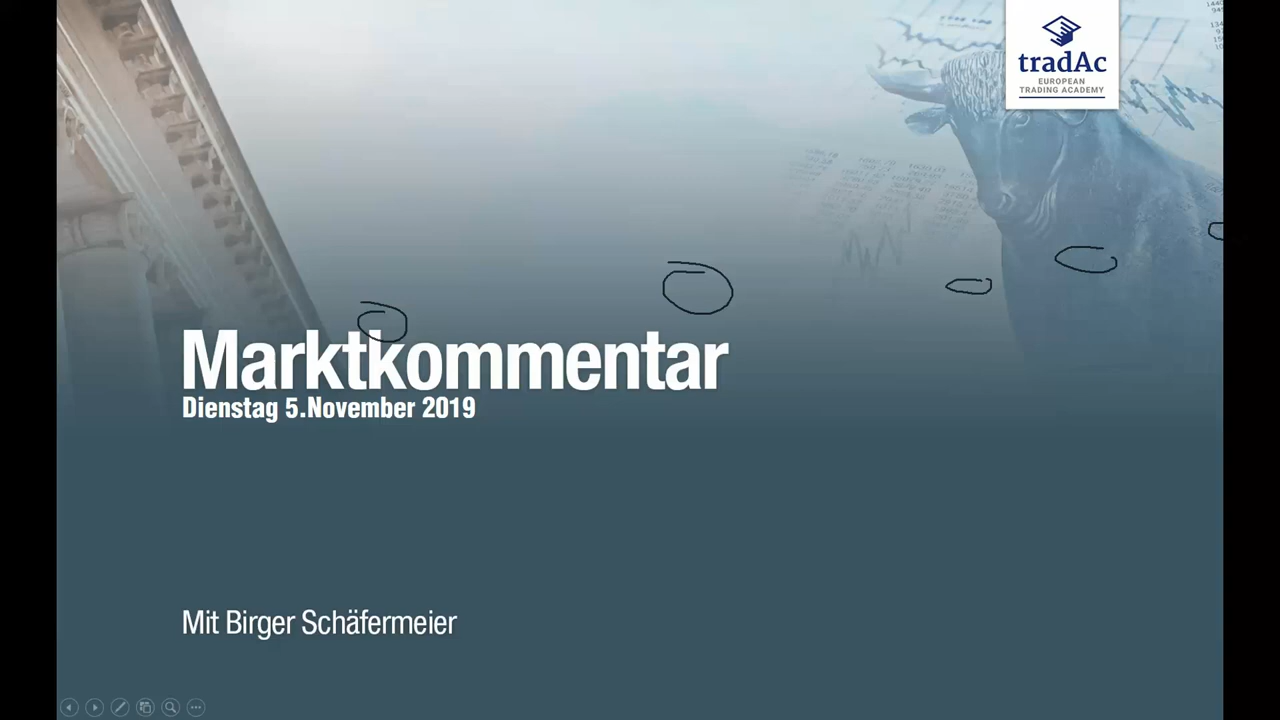 tradAc
EUROPEAN
TRADING ACADEMY
Marktkommentar
Dienstag 5.November 2019
Mit Birger Schäfermeier